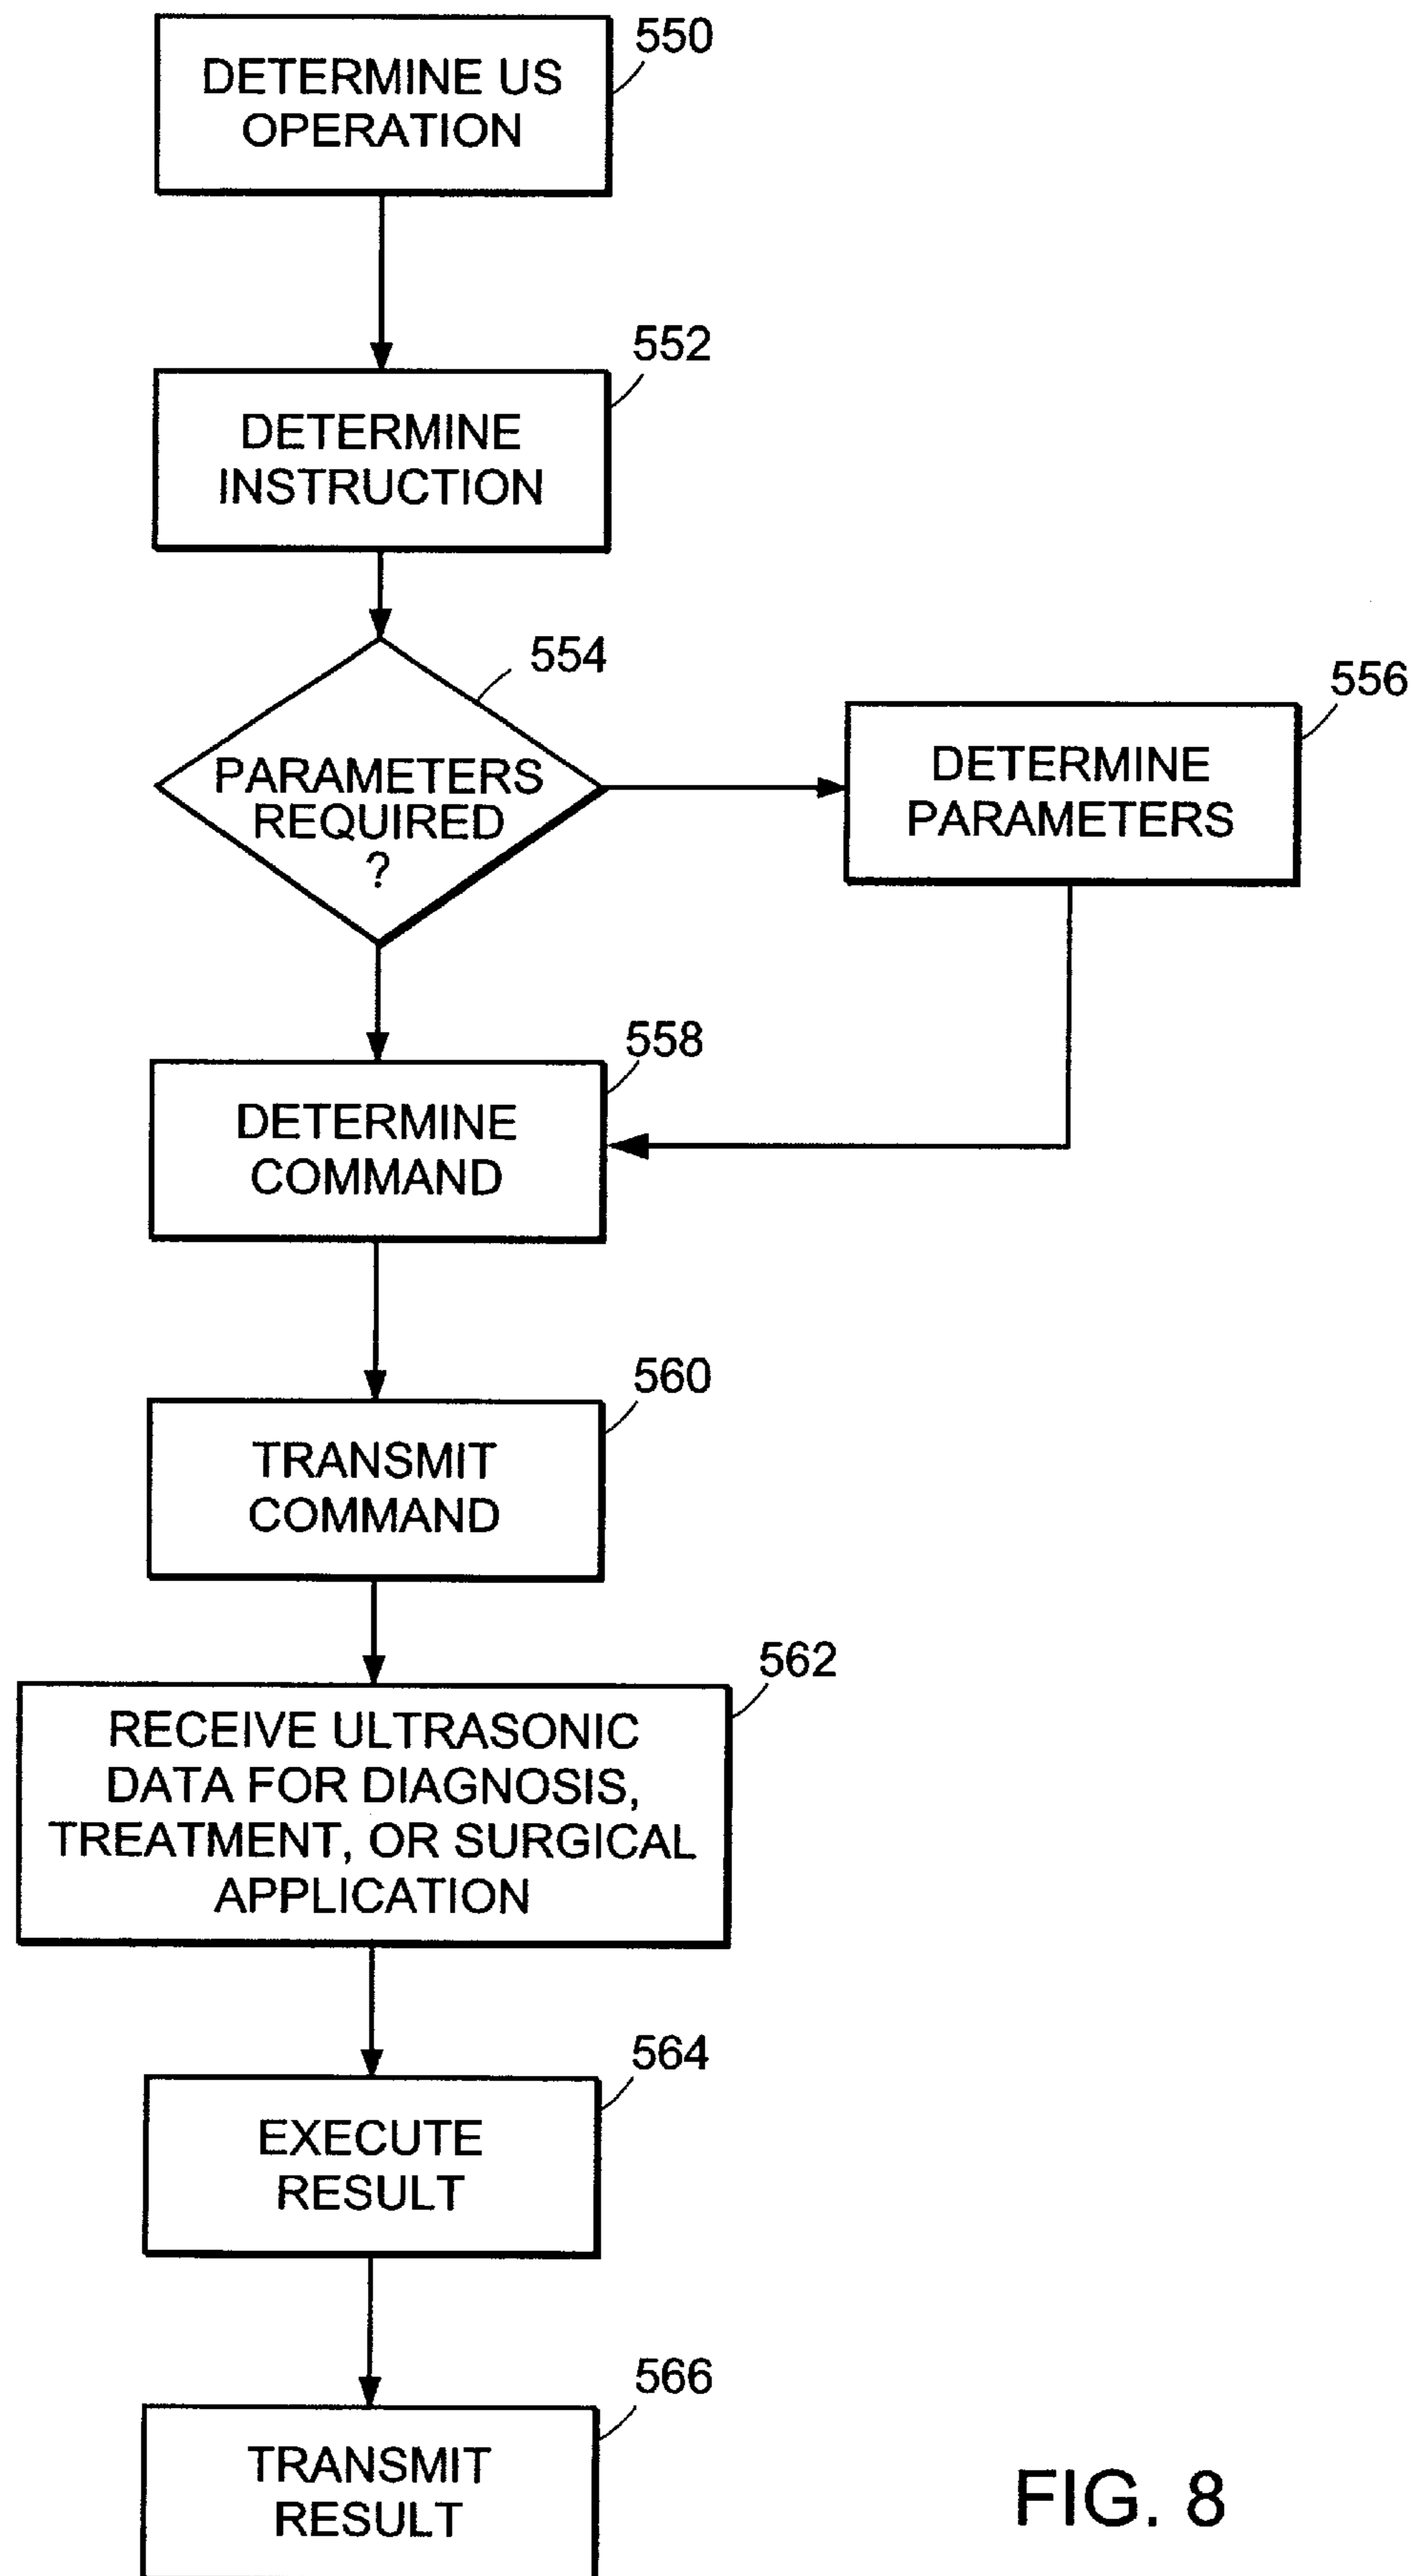 550
DETERMINE US
OPERATION
552
DETERMINE
INSTRUCTION
554
PARAMETERS
REQUIRED
?
556
DETERMINE
PARAMETERS
558
DETERMINE
COMMAND
560
TRANSMIT
COMMAND
562
RECEIVE ULTRASONIC
DATA FOR DIAGNOSIS,
TREATMENT, OR SURGICAL
APPLICATION
564
EXECUTE
RESULT
566
TRANSMIT
RESULT
FIG. 8